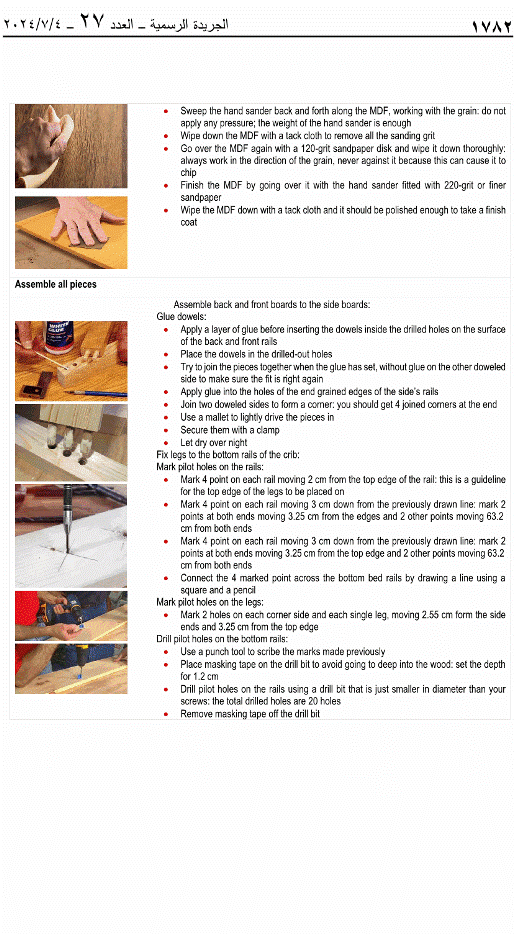 ١٧٨٢ الجريدة الرسمية – العدد ٢٧ – ٢٠٢٤/٧/٤
• Sweep the hand sander back and forth along the MDF, working with the grain: do not
apply any pressure; the weight of the hand sander is enough
• Wipe down the MDF with a tack cloth to remove all the sanding grit
• Go over the MDF again with a 120-grit sandpaper disk and wipe it down thoroughly:
always work in the direction of the grain, never against it because this can cause it to
chip
• Finish the MDF by going over it with the hand sander fitted with 220-grit or finer
sandpaper
• Wipe the MDF down with a tack cloth and it should be polished enough to take a finish
coat
Assemble all pieces
Assemble back and front boards to the side boards:
Glue dowels:
• Apply a layer of glue before inserting the dowels inside the drilled holes on the surface
of the back and front rails
• Place the dowels in the drilled-out holes
• Try to join the pieces together when the glue has set, without glue on the other doweled
side to make sure the fit is right again
• Apply glue into the holes of the end grained edges of the side's rails
• Join two doweled sides to form a corner: you should get 4 joined corners at the end
• Use a mallet to lightly drive the pieces in
• Secure them with a clamp
• Let dry over night
Fix legs to the bottom rails of the crib:
Mark pilot holes on the rails:
• Mark 4 point on each rail moving 2 cm from the top edge of the rail: this is a guideline
for the top edge of the legs to be placed on
• Mark 4 point on each rail moving 3 cm down from the previously drawn line: mark 2
points at both ends moving 3.25 cm from the edges and 2 other points moving 63.2
cm from both ends
• Mark 4 point on each rail moving 3 cm down from the previously drawn line: mark 2
points at both ends moving 3.25 cm from the top edge and 2 other points moving 63.2
cm from both ends
• Connect the 4 marked point across the bottom bed rails by drawing a line using a
square and a pencil
Mark pilot holes on the legs:
• Mark 2 holes on each corner side and each single leg, moving 2.55 cm form the side
ends and 3.25 cm from the top edge
Drill pilot holes on the bottom rails:
• Use a punch tool to scribe the marks made previously
• Place masking tape on the drill bit to avoid going to deep into the wood: set the depth
for 1.2 cm
• Drill pilot holes on the rails using a drill bit that is just smaller in diameter than your
screws: the total drilled holes are 20 holes
• Remove masking tape off the drill bit
WHITE
GLUE